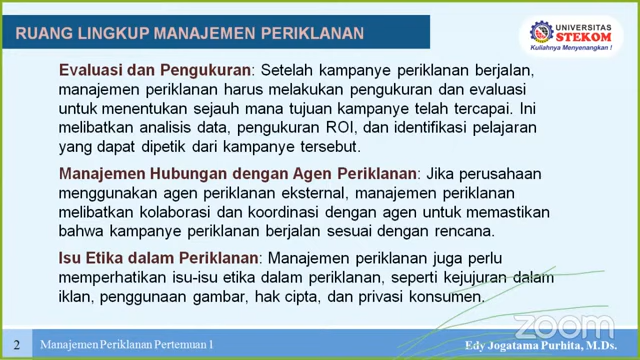 RUANG LINGKUP MANAJEMEN PERIKLANAN
UNIVERSITAS
STEKOM
Kuliahnya Menyenangkan !
Evaluasi dan Pengukuran: Setelah kampanye periklanan berjalan,
manajemen periklanan harus melakukan pengukuran dan evaluasi
untuk menentukan sejauh mana tujuan kampanye telah tercapai. Ini
melibatkan analisis data, pengukuran ROI, dan identifikasi pelajaran
yang dapat dipetik dari kampanye tersebut.
Manajemen Hubungan dengan Agen Periklanan: Jika perusahaan
menggunakan agen periklanan eksternal, manajemen periklanan
melibatkan kolaborasi dan koordinasi dengan agen untuk memastikan
bahwa kampanye periklanan berjalan sesuai dengan rencana.
Isu Etika dalam Periklanan: Manajemen periklanan juga perlu
memperhatikan isu-isu etika dalam periklanan, seperti kejujuran dalam
iklan, penggunaan gambar, hak cipta, dan privasi konsumen.
zoom
2 Manajemen Periklanan Pertemuan 1
Edy Jogatama Purhita, M.Ds.